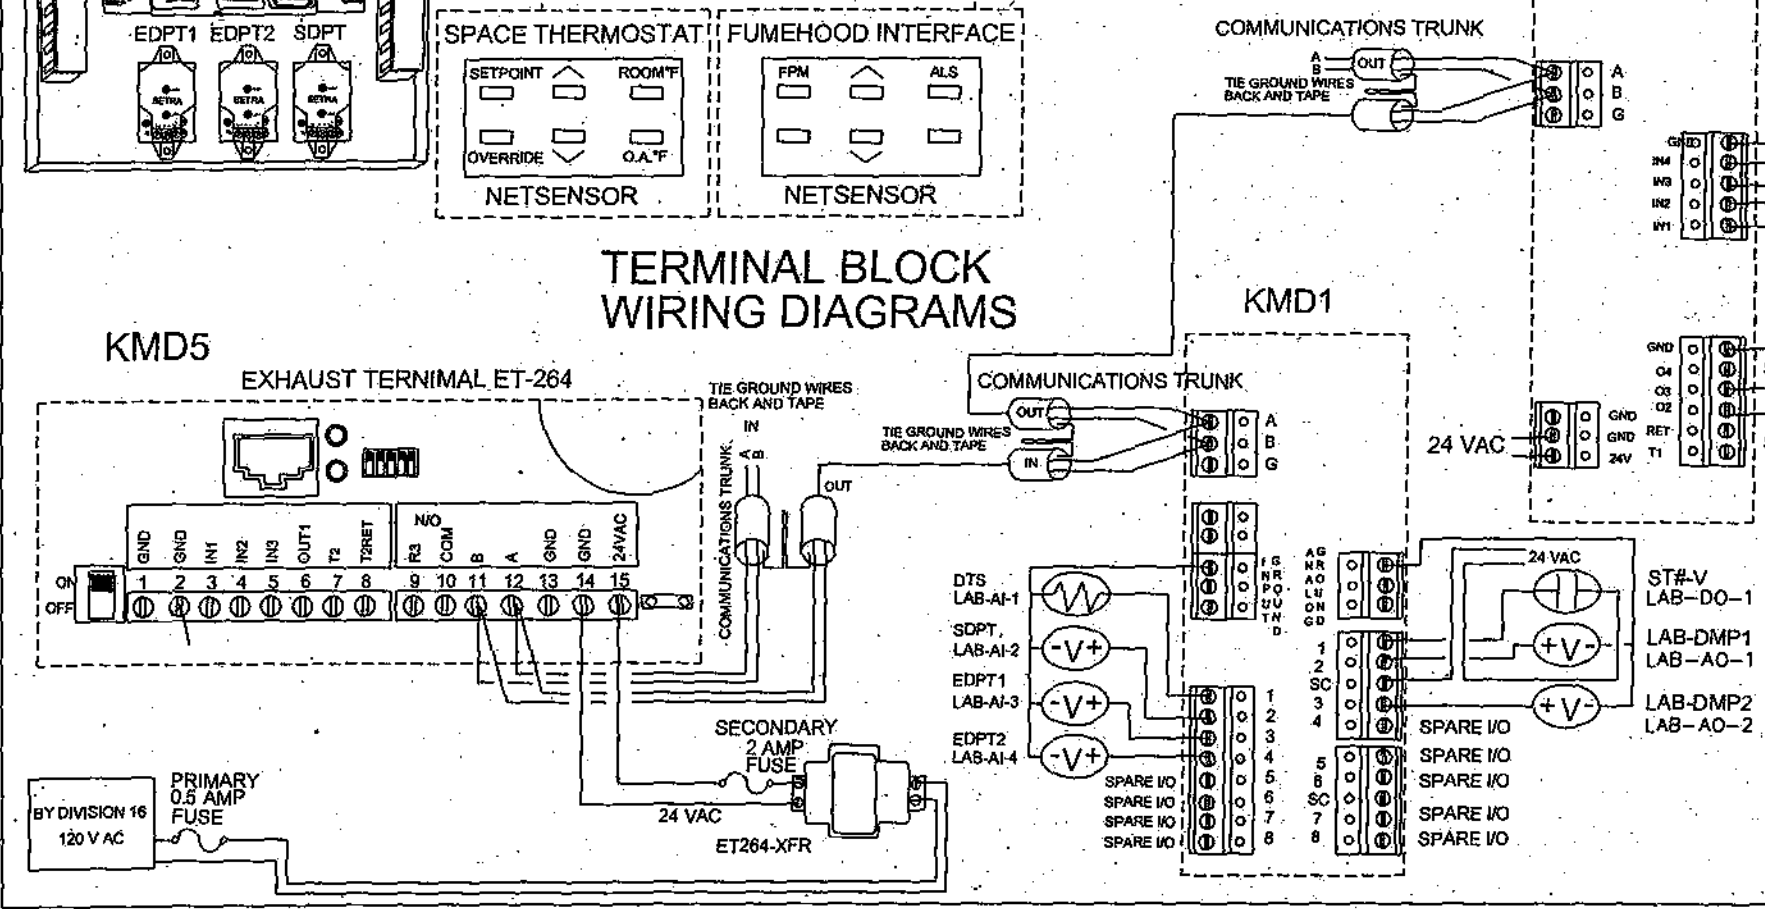 EDPT1 EDPT2 SDPT
SETRA SETRA SETRA
SPACE THERMOSTAT
SETPOINT ROOM°F
OVERRIDE O.A.°F
NETSENSOR
FUMEHOOD INTERFACE
FPM ALS
NETSENSOR
COMMUNICATIONS TRUNK
A
B
OUT
TIE GROUND WIRES
BACK AND TAPE
A
B
G
GND
IN4
IN3
IN2
IN1
TERMINAL BLOCK
WIRING DIAGRAMS
KMD5
EXHAUST TERNIMAL ET-264
TIE GROUND WIRES
BACK AND TAPE
IN
A
B
COMMUNICATIONS TRUNK
OUT
ON
OFF
GND GND IN1 IN2 IN3 OUT1 T2 T2RET
N/O
R3 COM B A GND GND 24VAC
1 2 3 4 5 6 7 8 9 10 11 12 13 14 15
KMD1
COMMUNICATIONS TRUNK
OUT
TIE GROUND WIRES
BACK AND TAPE
IN
A
B
G
GND
O4
O3
O2
RET
T1
24 VAC
GND
GND
24V
INPUT
GROUND
ANALOG
GROUND
DTS
LAB-AI-1
SDPT,
LAB-AI-2
-V+
EDPT1
LAB-AI-3
-V+
EDPT2
LAB-AI-4
-V+
SPARE I/O
SPARE I/O
SPARE I/O
SPARE I/O
1
2
3
4
5
6
7
8
1
2
SC
3
4
5
6
SC
7
8
24 VAC
ST#-V
LAB-DO-1
+V-
LAB-DMP1
LAB-AO-1
+V-
LAB-DMP2
LAB-AO-2
SPARE I/O
SPARE I/O
SPARE I/O
SPARE I/O
SPARE I/O
BY DIVISION 16
120 V AC
PRIMARY
0.5 AMP
FUSE
SECONDARY
2 AMP
FUSE
24 VAC
ET264-XFR